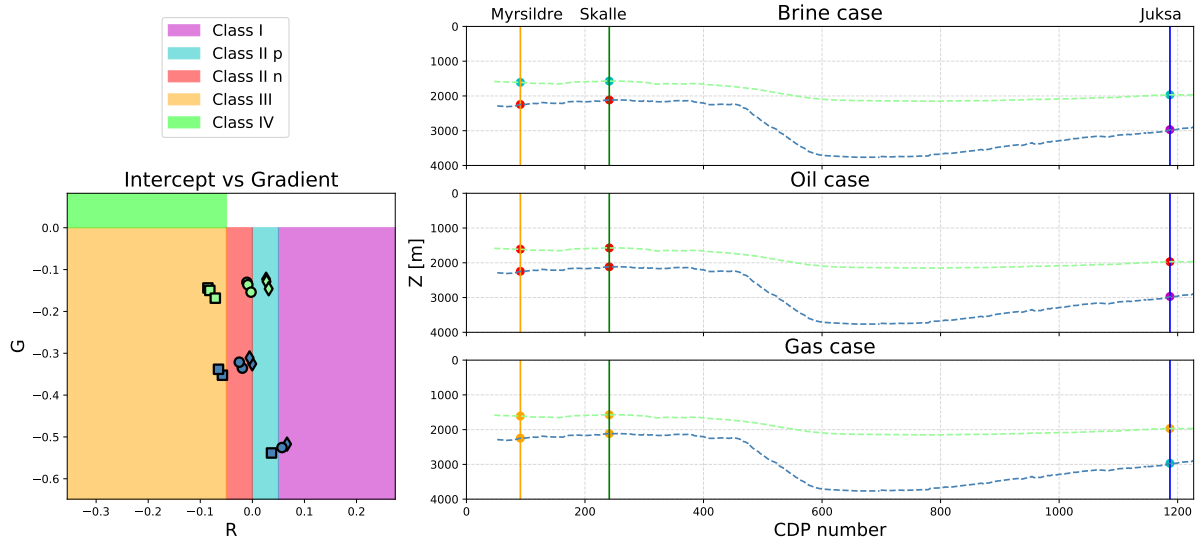 Class I
Class II p
Class II n
Class III
Class IV
Intercept vs Gradient
0.0
−0.1
−0.2
−0.3
−0.4
−0.5
−0.6
G
−0.3 −0.2 −0.1 0.0 0.1 0.2
R
Myrsildre Skalle Brine case Juksa
0
1000
2000
3000
4000
Oil case
0
1000
2000
3000
4000
Z [m]
Gas case
0
1000
2000
3000
4000
0 200 400 600 800 1000 1200
CDP number